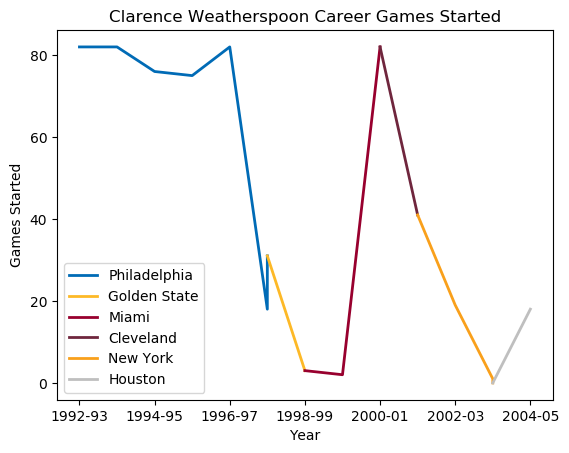 Clarence Weatherspoon Career Games Started
Games Started
80
60
40
20
0
Philadelphia
Golden State
Miami
Cleveland
New York
Houston
1992-93 1994-95 1996-97 1998-99 2000-01 2002-03 2004-05
Year